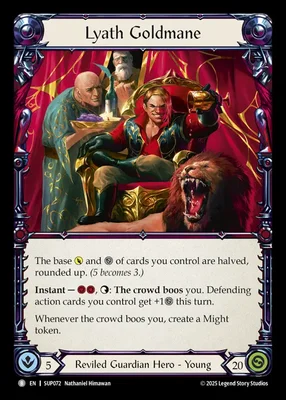 Lyath Goldmane
The base and of cards you control are halved,
rounded up. (5 becomes 3.)
Instant — , : The crowd boos you. Defending
action cards you control get +1 this turn.
Whenever the crowd boos you, create a Might
token.
5 Reviled Guardian Hero - Young 20
EN | SUP072 Nathaniel Himawan ©2025 Legend Story Studios